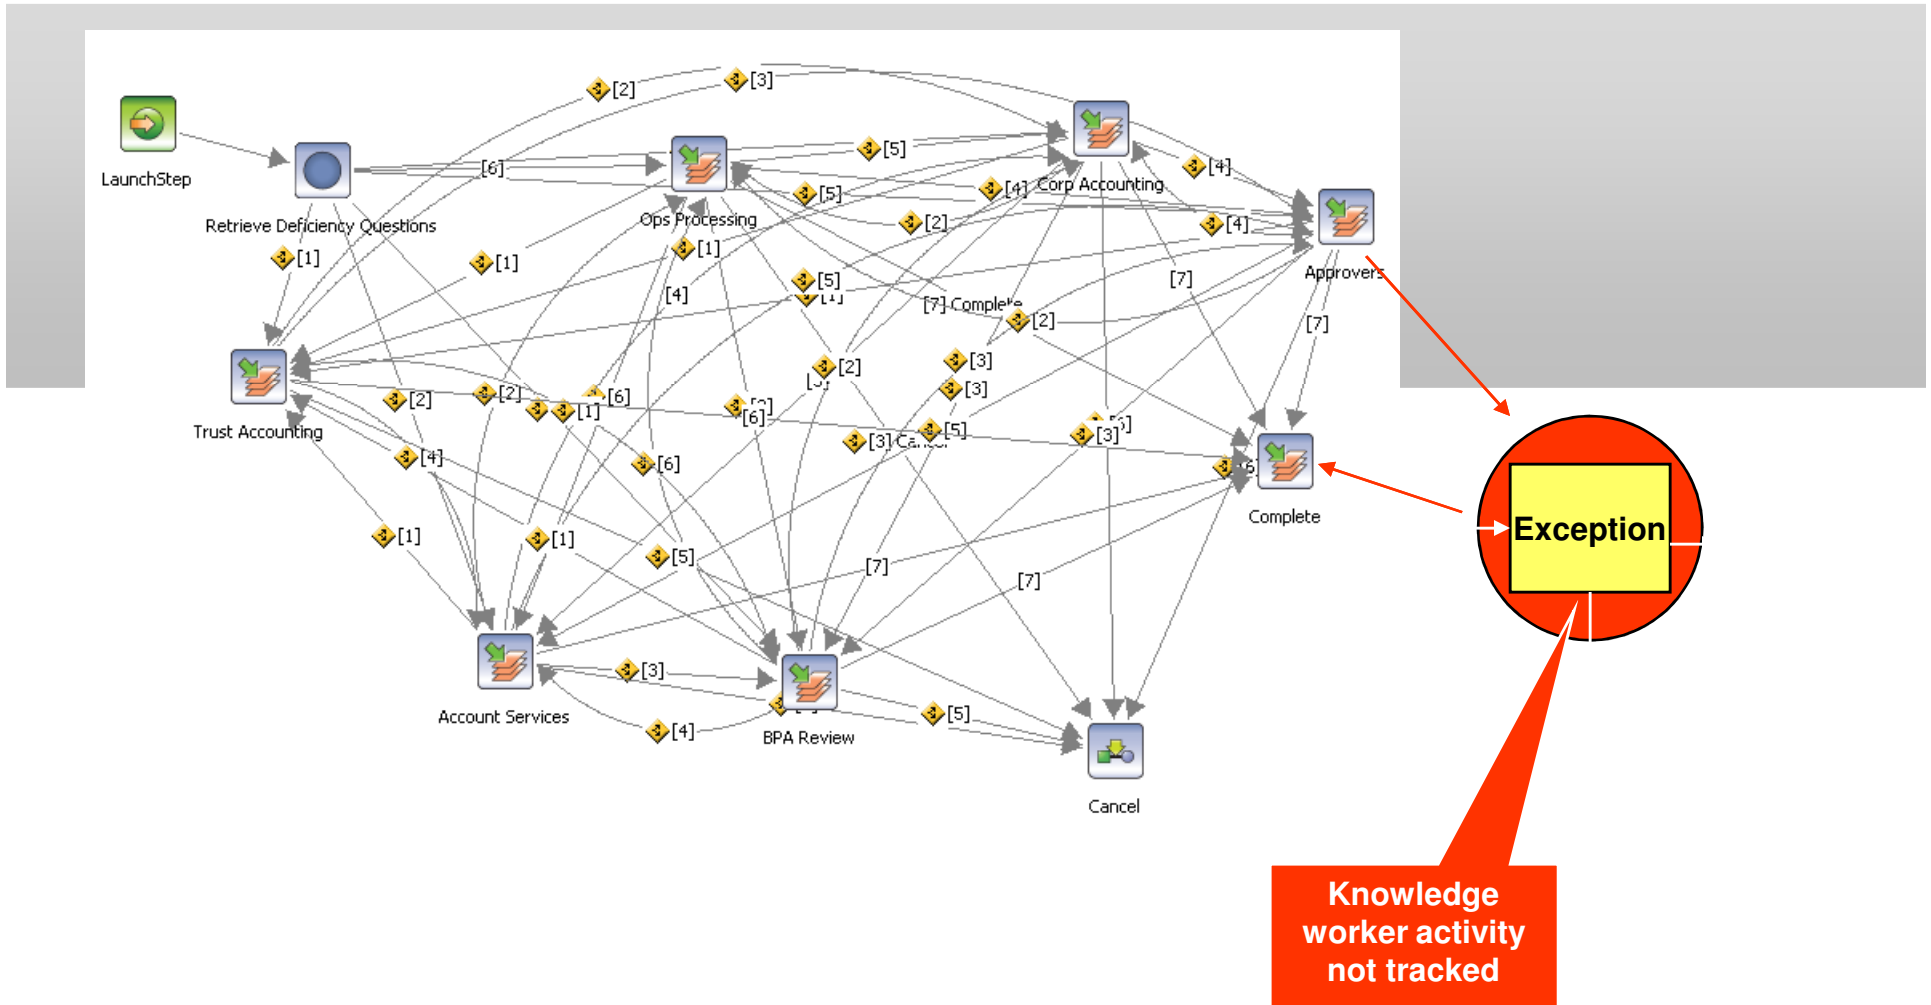 [2]
[3]
LaunchStep
[6]
[5]
Corp Accounting
[4]
[5]
[4]
Retrieve Deficiency Questions
Ops Processing
[2]
[4]
[1]
[1]
[1]
Approvers
[7]
[5]
[4]
[1]
[7] Complete
[2]
[7]
[3]
[2]
[3]
[2]
[2]
[6]
[1]
[6]
Trust Accounting
[3] Cancel
[5]
[3]
[4]
[6]
Complete
Exception
[1]
[1]
[5]
[7]
[7]
[3]
Account Services
[4]
BPA Review
[5]
Cancel
Knowledge
worker activity
not tracked